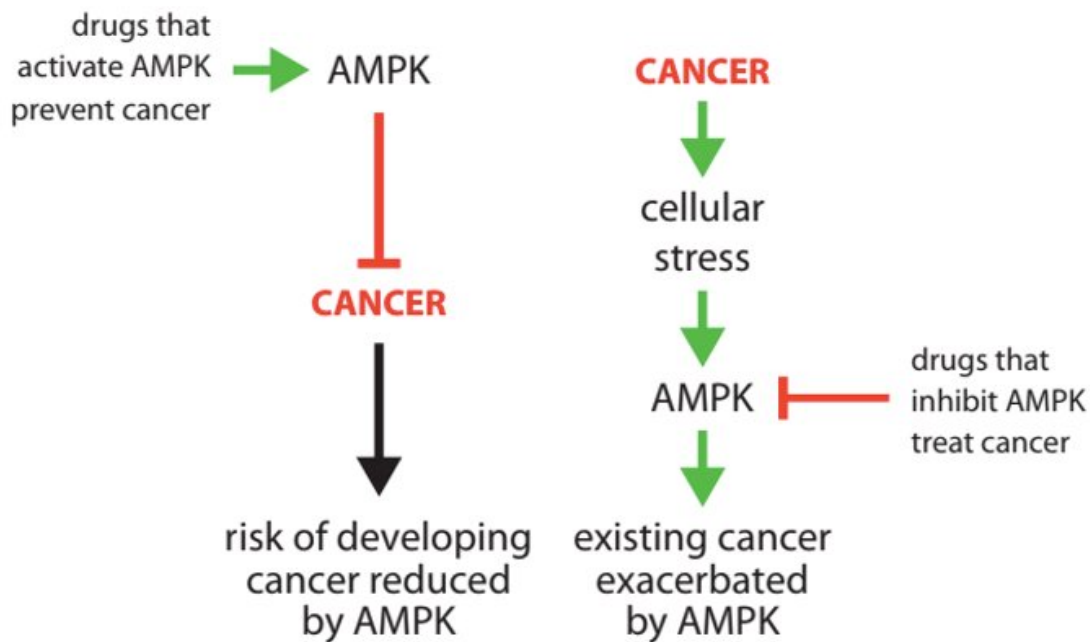 drugs that
activate AMPK
prevent cancer
AMPK
CANCER
risk of developing
cancer reduced
by AMPK
CANCER
cellular
stress
AMPK
drugs that
inhibit AMPK
treat cancer
existing cancer
exacerbated
by AMPK